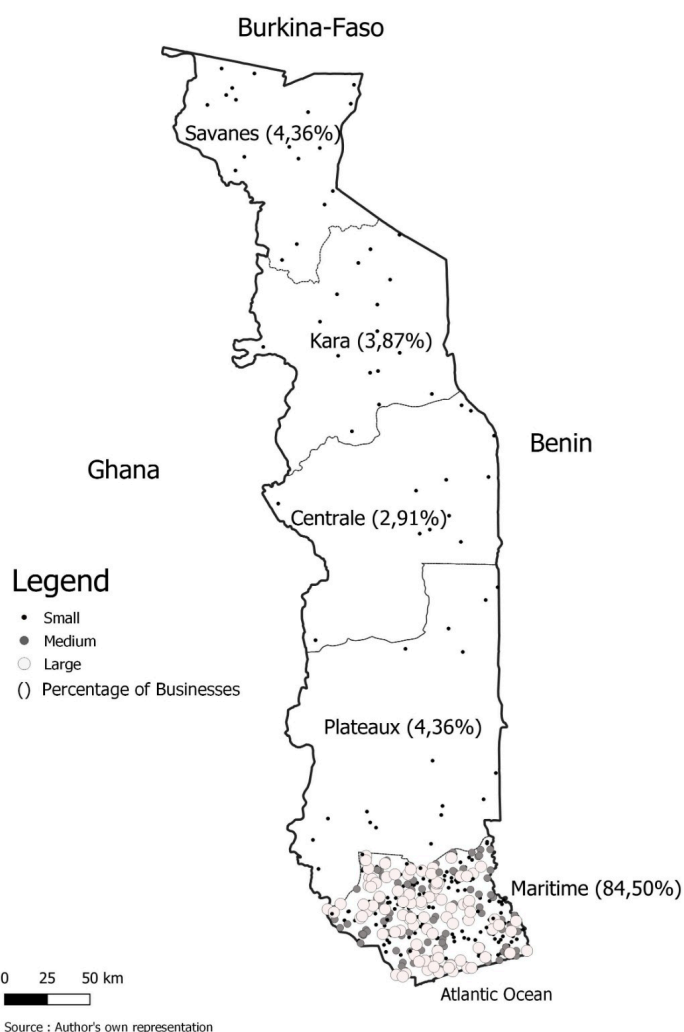 Burkina-Faso
Savanes (4,36%)
Kara (3,87%)
Benin
Ghana
Centrale (2,91%)
Legend
Small
Medium
Large
() Percentage of Businesses
Plateaux (4,36%)
Maritime (84,50%)
0 25 50 km
Atlantic Ocean
Source : Author's own representation